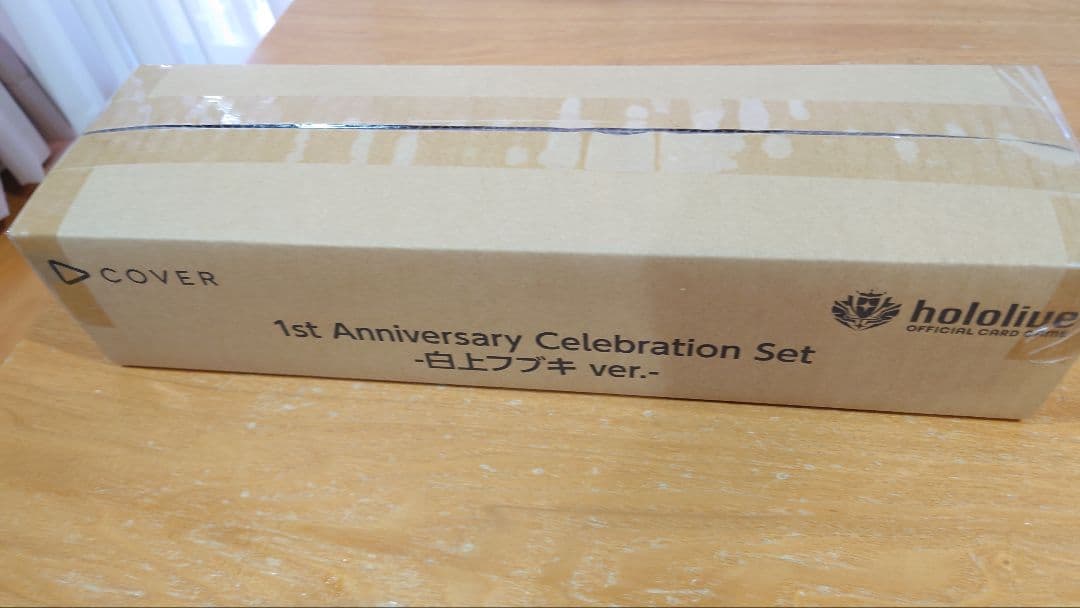 COVER
hololive
OFFICIAL CARD GAME
1st Anniversary Celebration Set
-白上フブキ ver.-